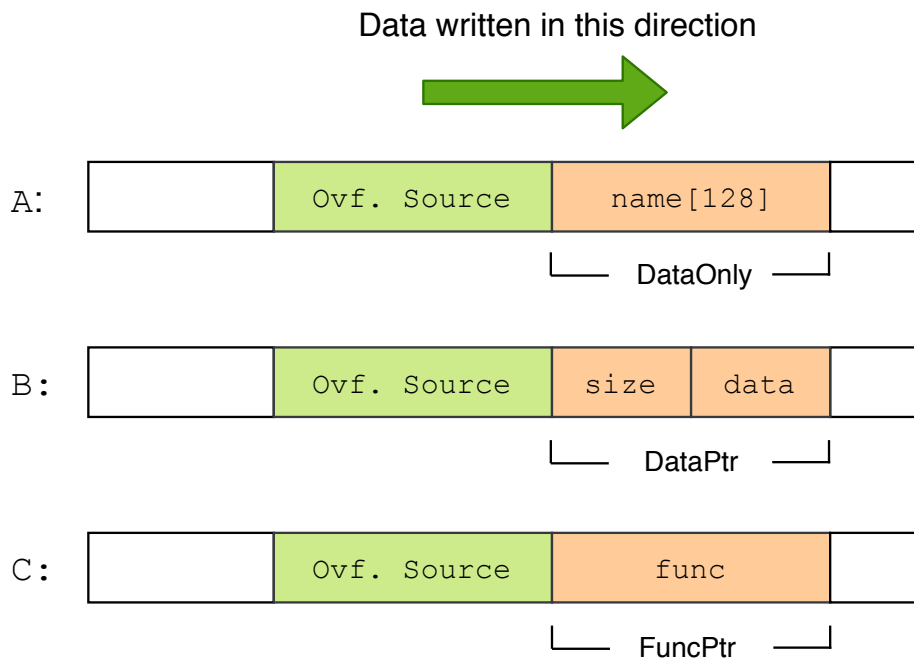 Data written in this direction
A: Ovf. Source name[128]
DataOnly
B: Ovf. Source size data
DataPtr
C: Ovf. Source func
FuncPtr